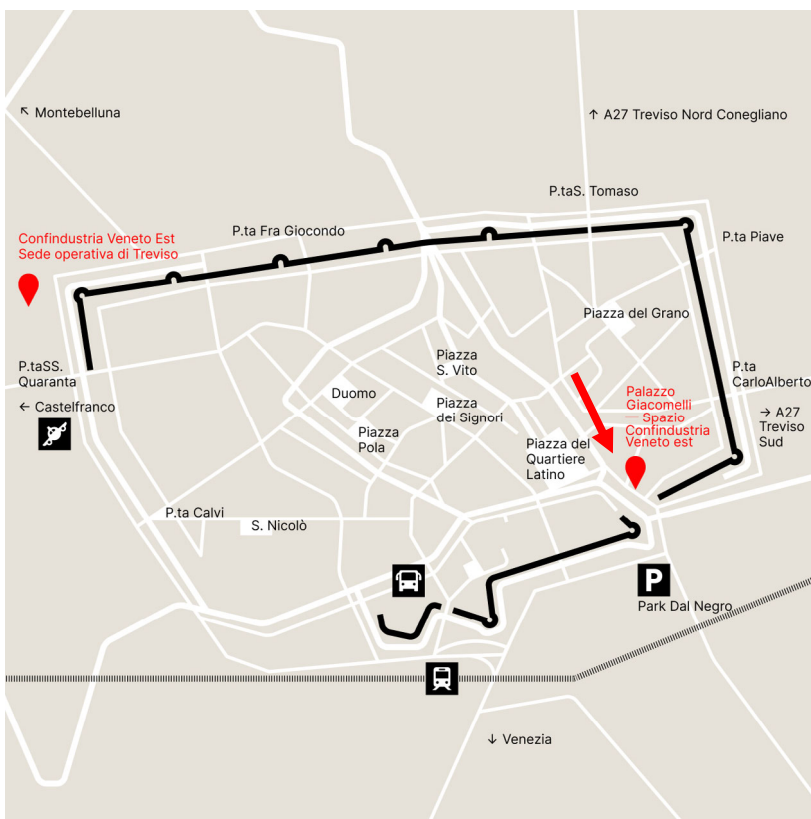 ↖ Montebelluna
↑ A27 Treviso Nord Conegliano
P.taS. Tomaso
P.ta Fra Giocondo
P.ta Piave
Confindustria Veneto Est
Sede operativa di Treviso
Piazza del Grano
P.taSS.
Quaranta
← Castelfranco
Piazza
S. Vito
Duomo
Piazza
dei Signori
Piazza
Pola
P.ta
CarloAlberto
Palazzo
Giacomelli
Spazio
Confindustria
Veneto est
→ A27
Treviso
Sud
Piazza del
Quartiere
Latino
P.ta Calvi
S. Nicolò
P
Park Dal Negro
↓ Venezia